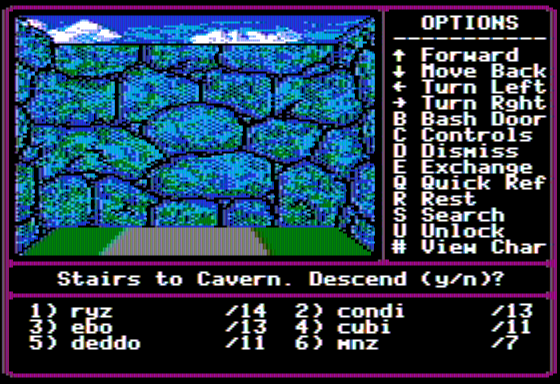 OPTIONS
------------
↑ Forward
↓ Move Back
← Turn Left
→ Turn Rght
B Bash Door
C Controls
D Dismiss
E Exchange
Q Quick Ref
R Rest
S Search
U Unlock
# View Char
Stairs to Cavern. Descend (y/n)?
1) ryz /14 2) condi /13
3) ebo /13 4) cubi /11
5) deddo /11 6) mnz /7